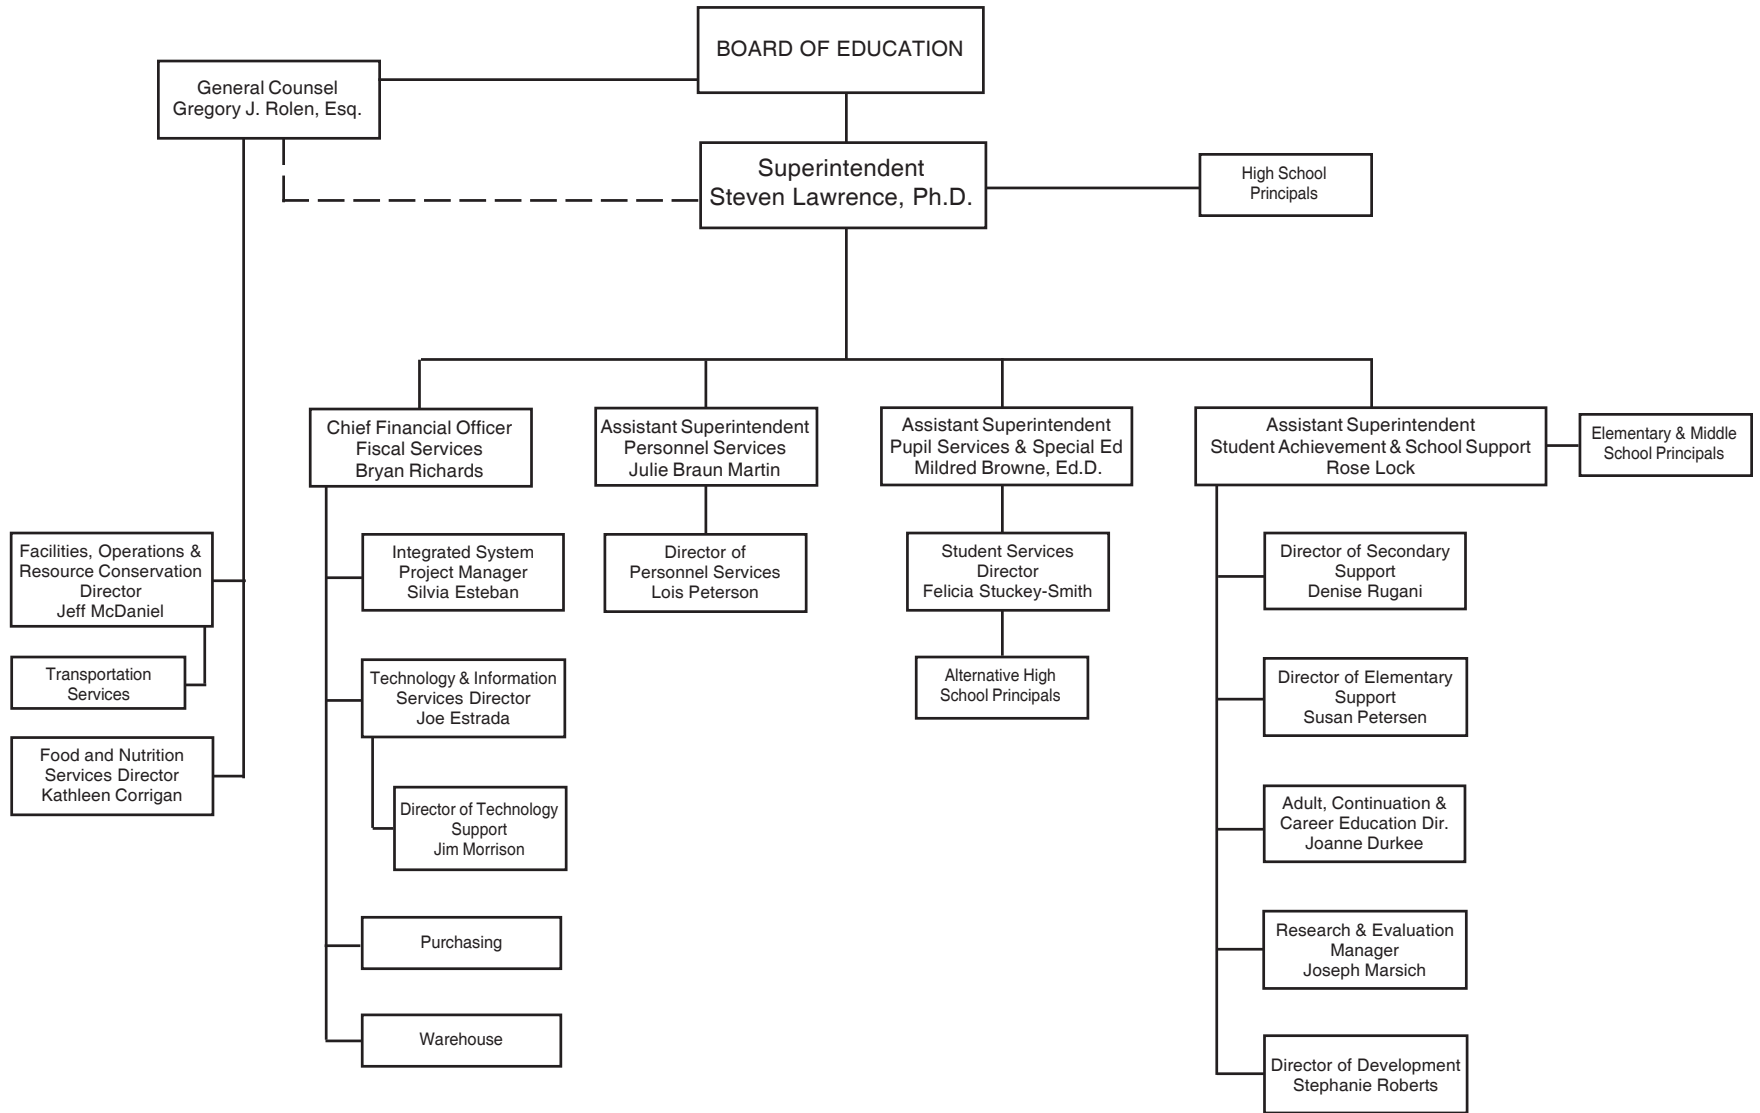 BOARD OF EDUCATION
General Counsel
Gregory J. Rolen, Esq.
Superintendent
Steven Lawrence, Ph.D.
High School
Principals
Chief Financial Officer
Fiscal Services
Bryan Richards
Assistant Superintendent
Personnel Services
Julie Braun Martin
Assistant Superintendent
Pupil Services & Special Ed
Mildred Browne, Ed.D.
Assistant Superintendent
Student Achievement & School Support
Rose Lock
Elementary & Middle
School Principals
Facilities, Operations &
Resource Conservation
Director
Jeff McDaniel
Transportation
Services
Food and Nutrition
Services Director
Kathleen Corrigan
Integrated System
Project Manager
Silvia Esteban
Technology & Information
Services Director
Joe Estrada
Director of Technology
Support
Jim Morrison
Purchasing
Warehouse
Director of
Personnel Services
Lois Peterson
Student Services
Director
Felicia Stuckey-Smith
Alternative High
School Principals
Director of Secondary
Support
Denise Rugani
Director of Elementary
Support
Susan Petersen
Adult, Continuation &
Career Education Dir.
Joanne Durkee
Research & Evaluation
Manager
Joseph Marsich
Director of Development
Stephanie Roberts